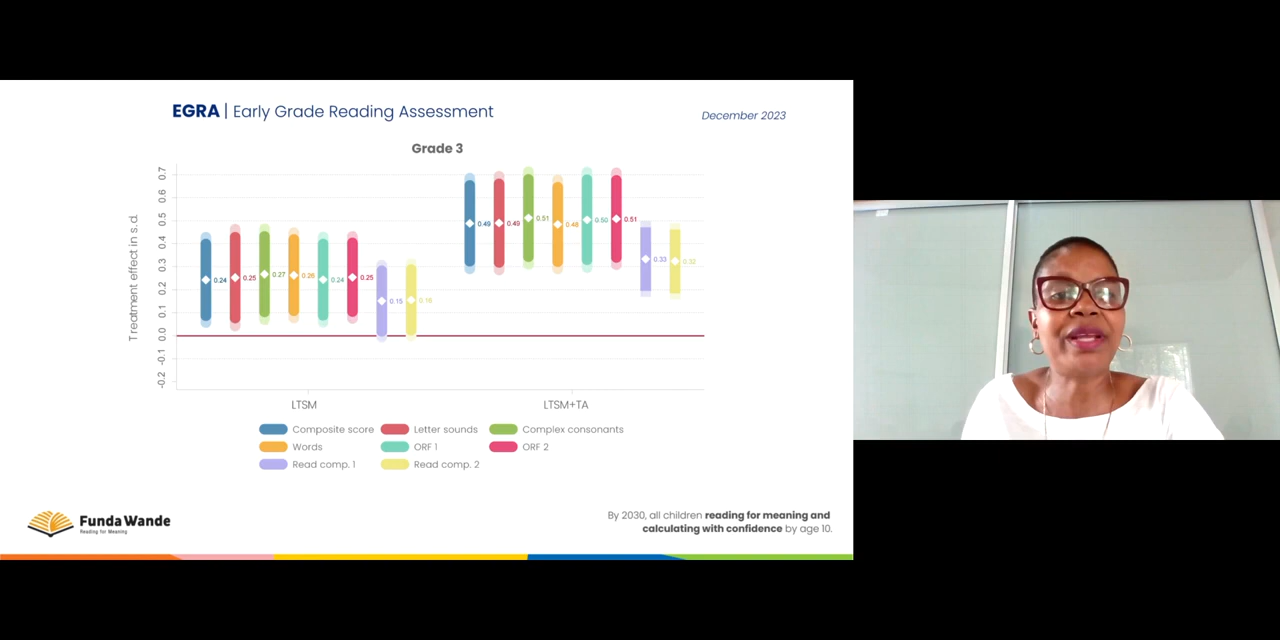 EGRA | Early Grade Reading Assessment
December 2023
Grade 3
Treatment effect in s.d.
0.7
0.6
0.5
0.4
0.3
0.2
0.1
0.0
-0.1
-0.2
0.24 0.25 0.27 0.26 0.24 0.25 0.15 0.16
0.49 0.49 0.51 0.48 0.50 0.51 0.33 0.32
LTSM LTSM+TA
Composite score Letter sounds Complex consonants
Words ORF 1 ORF 2
Read comp. 1 Read comp. 2
Funda Wande
Reading for Meaning
By 2030, all children reading for meaning and
calculating with confidence by age 10.